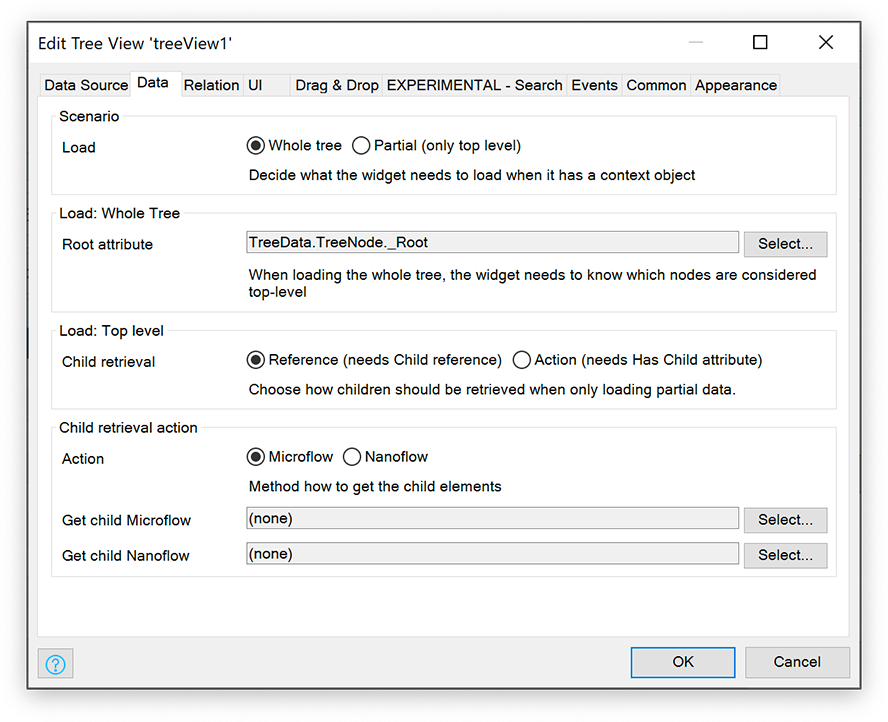 Edit Tree View 'treeView1'
Data Source Data Relation UI Drag & Drop EXPERIMENTAL - Search Events Common Appearance
Scenario
Load Whole tree Partial (only top level)
Decide what the widget needs to load when it has a context object
Load: Whole Tree
Root attribute TreeData.TreeNode._Root Select...
When loading the whole tree, the widget needs to know which nodes are considered
top-level
Load: Top level
Child retrieval Reference (needs Child reference) Action (needs Has Child attribute)
Choose how children should be retrieved when only loading partial data.
Child retrieval action
Action Microflow Nanoflow
Method how to get the child elements
Get child Microflow (none) Select...
Get child Nanoflow (none) Select...
? OK Cancel